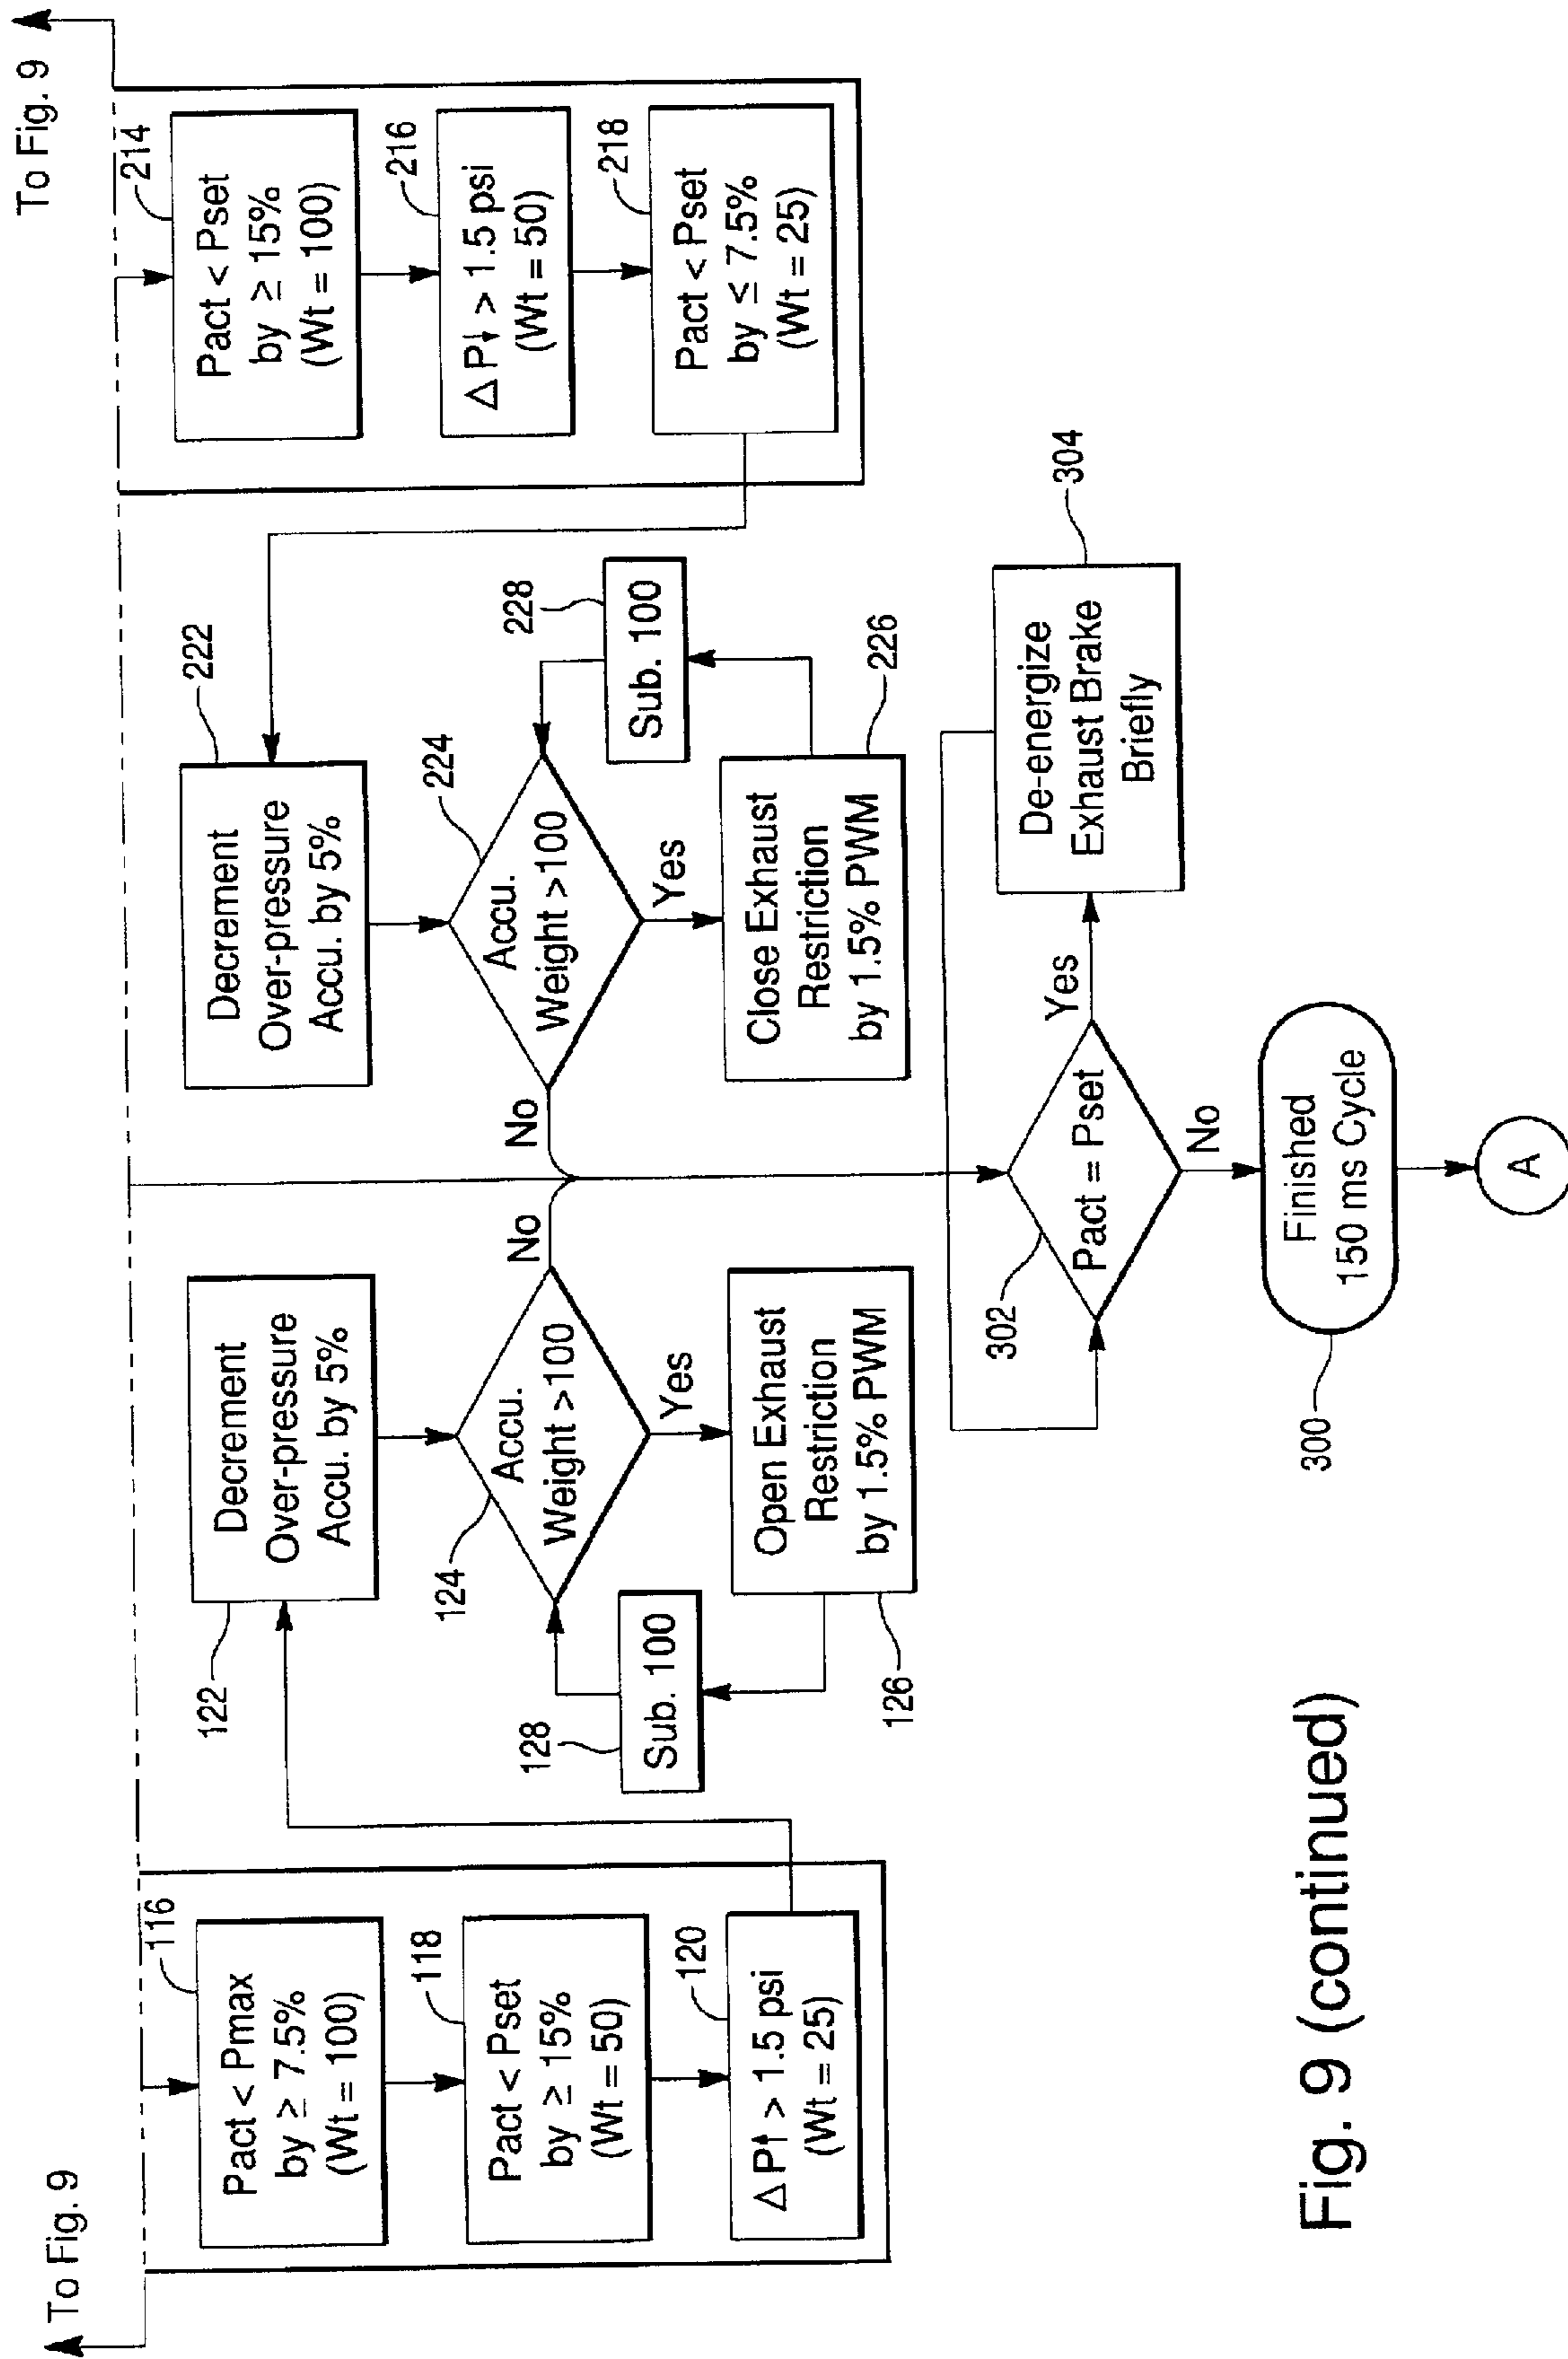 To Fig. 9
116
Pact < Pmax
by ≥ 7.5%
(Wt = 100)
118
Pact < Pset
by ≥ 15%
(Wt = 50)
120
Δ P↑ > 1.5 psi
(Wt = 25)
122
Decrement
Over-pressure
Accu. by 5%
124
Accu.
Weight >100
No
Yes
128
Sub. 100
Open Exhaust
Restriction
by 1.5% PWM
126
222
Decrement
Over-pressure
Accu. by 5%
224
Accu.
Weight >100
No
Yes
228
Sub. 100
Close Exhaust
Restriction
by 1.5% PWM
226
To Fig. 9
214
Pact < Pset
by ≥ 15%
(Wt = 100)
216
Δ P↓ > 1.5 psi
(Wt = 50)
218
Pact < Pset
by ≤ 7.5%
(Wt = 25)
302
Pact = Pset
Yes
No
De-energize
Exhaust Brake
Briefly
304
300
Finished
150 ms Cycle
A
Fig. 9 (continued)